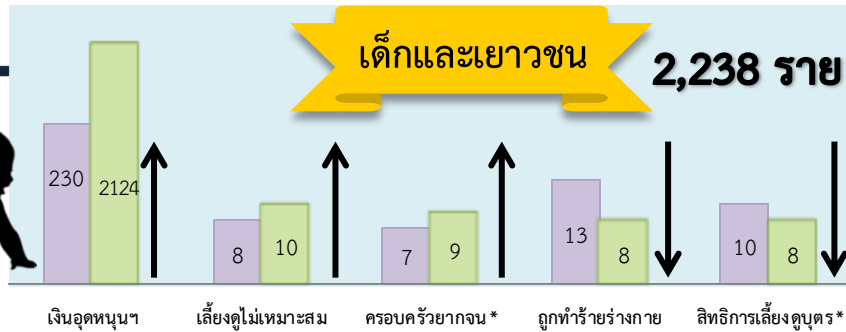 เด็กและเยาวชน
2,238 ราย
230 2124
8 10
7 9
13 8
10 8
เงินอุดหนุนฯ
เลี้ยงดูไม่เหมาะสม
ครอบครัวยากจน *
ถูกทำร้ายร่างกาย
สิทธิการเลี้ยงดูบุตร *